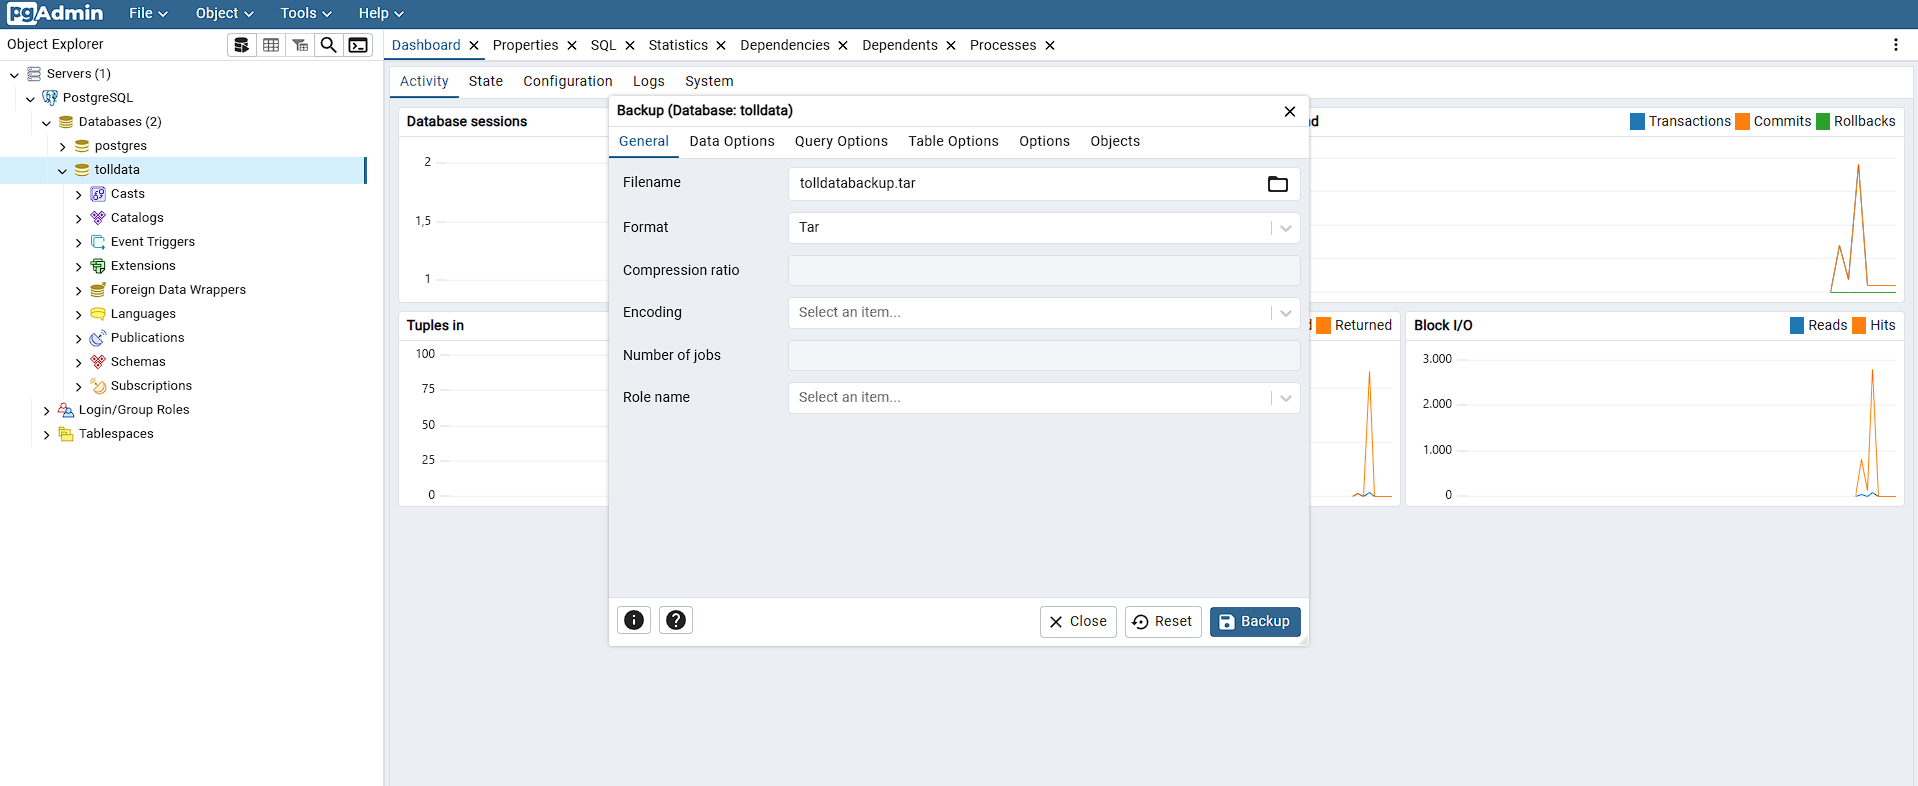 pgAdmin File Object Tools Help
Object Explorer
Servers (1)
PostgreSQL
Databases (2)
postgres
tolldata
Casts
Catalogs
Event Triggers
Extensions
Foreign Data Wrappers
Languages
Publications
Schemas
Subscriptions
Login/Group Roles
Tablespaces
Dashboard Properties SQL Statistics Dependencies Dependents Processes
Activity State Configuration Logs System
Database sessions
2
1,5
1
Transactions Commits Rollbacks
Tuples in
100
75
50
25
0
Returned
Block I/O Reads Hits
3.000
2.000
1.000
0
Backup (Database: tolldata)
General Data Options Query Options Table Options Options Objects
Filename tolldatabackup.tar
Format Tar
Compression ratio
Encoding Select an item...
Number of jobs
Role name Select an item...
Close Reset Backup